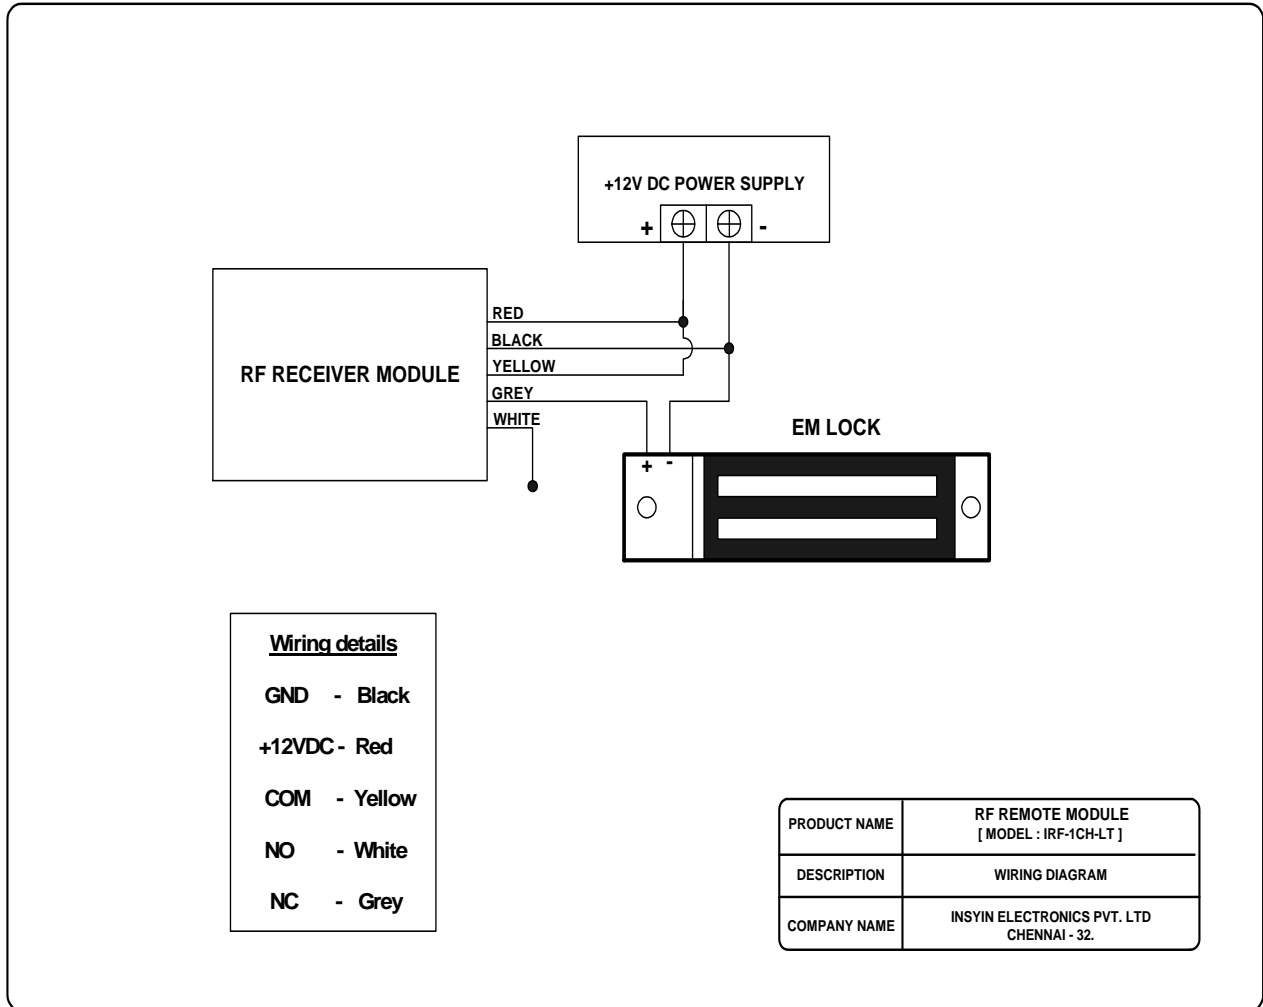 +12V DC POWER SUPPLY
+ -
RED
BLACK
RF RECEIVER MODULE
YELLOW
GREY
WHITE
EM LOCK
+ -
Wiring details
GND - Black
+12VDC - Red
COM - Yellow
NO - White
NC - Grey
PRODUCT NAME
RF REMOTE MODULE
[ MODEL : IRF-1CH-LT ]
DESCRIPTION
WIRING DIAGRAM
COMPANY NAME
INSYIN ELECTRONICS PVT. LTD
CHENNAI - 32.